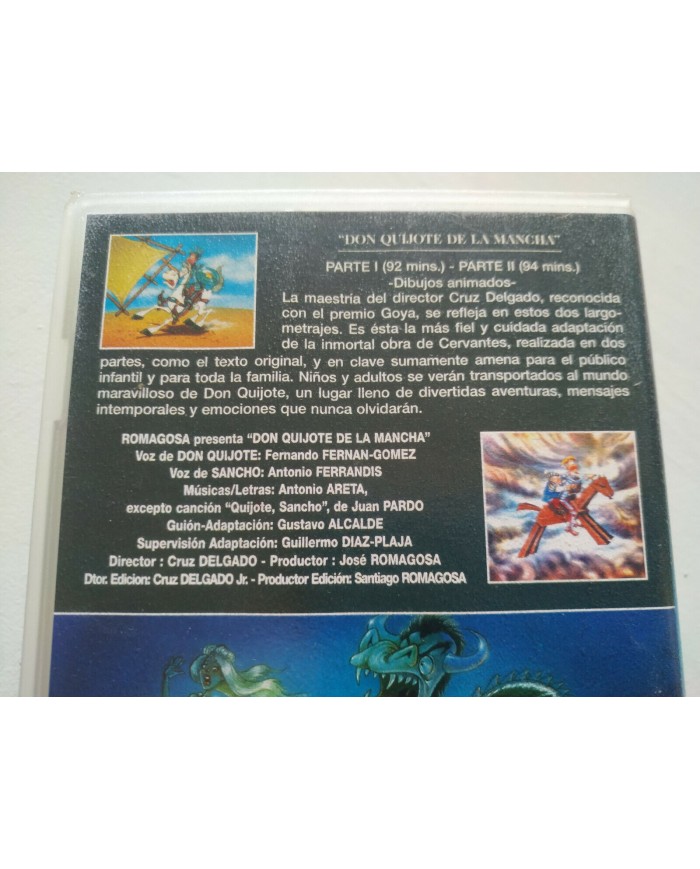 "DON QUIJOTE DE LA MANCHA"
PARTE I (92 mins.) - PARTE II (94 mins.)
-Dibujos animados-
La maestría del director Cruz Delgado, reconocida
con el premio Goya, se refleja en estos dos largo-
metrajes. Es ésta la más fiel y cuidada adaptación
de la inmortal obra de Cervantes, realizada en dos
partes, como el texto original, y en clave sumamente amena para el público
infantil y para toda la familia. Niños y adultos se verán transportados al mundo
maravilloso de Don Quijote, un lugar lleno de divertidas aventuras, mensajes
intemporales y emociones que nunca olvidarán.
ROMAGOSA presenta "DON QUIJOTE DE LA MANCHA"
Voz de DON QUIJOTE: Fernando FERNAN-GOMEZ
Voz de SANCHO: Antonio FERRANDIS
Músicas/Letras: Antonio ARETA,
excepto canción "Quijote, Sancho", de Juan PARDO
Guión-Adaptación: Gustavo ALCALDE
Supervisión Adaptación: Guillermo DIAZ-PLAJA
Director : Cruz DELGADO - Productor : José ROMAGOSA
Dtor. Edicion: Cruz DELGADO Jr. - Productor Edición: Santiago ROMAGOSA